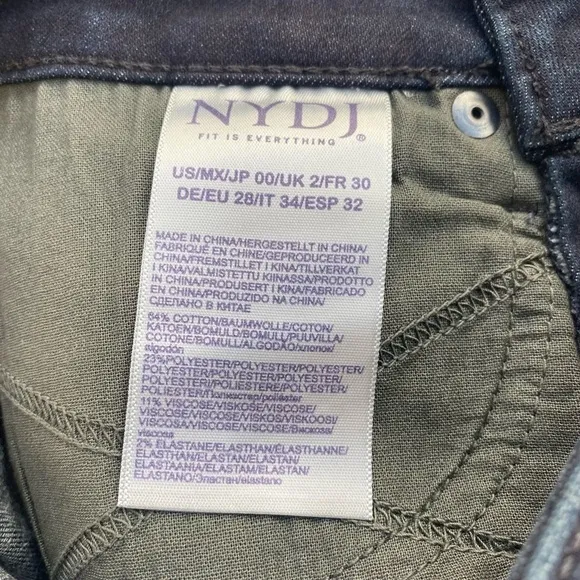 NYDJ
FIT IS EVERYTHING ®
US/MX/JP 00/UK 2/FR 30
DE/EU 28/IT 34/ESP 32
MADE IN CHINA/HERGESTELLT IN CHINA/
FABRIQUÉ EN CHINE/GEPRODUCEERD IN
CHINA/FREMSTILLET I KINA/TILLVERKAT
I KINA/VALMISTETTU KINASSA/PRODOTTO
IN CHINA/PRODUSERT I KINA/FABRICADO
EN CHINA/PRODUZIDO NA CHINA/
СДЕЛАНО В КИТАЕ
64% COTTON/BAUMWOLLE/COTON/
KATOEN/BOMULD/BOMULL/PUUVILLA/
COTONE/BOMULL/ALGODÃO/хлопок/
algodón
23%POLYESTER/POLYESTER/POLYESTER/
POLYESTER/POLYESTER/POLYESTER/
POLYESTERI/POLIESTERE/POLYESTER/
POLIÉSTER/Полиэстер/poliéster
11% VISCOSE/VISKOSE/VISCOSE/
VISCOSE/VISKOSE/VISKOS/VISKOOSI/
VISCOSA/VISKOSE/VISCOSE/Вискоза/
viscosa
2% ELASTANE/ELASTHAN/ÉLASTHANNE/
ELASTHAN/ELASTAN/ELASTAN/
ELASTAANI/ELASTAM/ELASTAN/
ELASTANO/Эластан/elastano